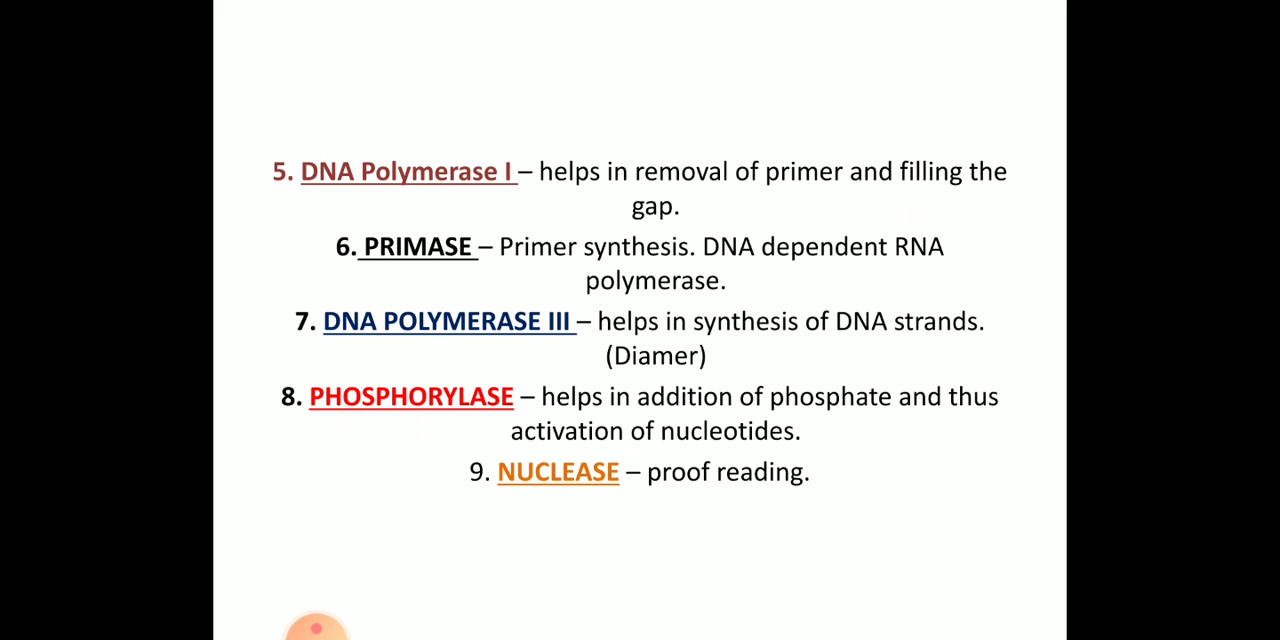 5. DNA Polymerase I – helps in removal of primer and filling the
gap.
6. PRIMASE – Primer synthesis. DNA dependent RNA
polymerase.
7. DNA POLYMERASE III – helps in synthesis of DNA strands.
(Diamer)
8. PHOSPHORYLASE – helps in addition of phosphate and thus
activation of nucleotides.
9. NUCLEASE – proof reading.